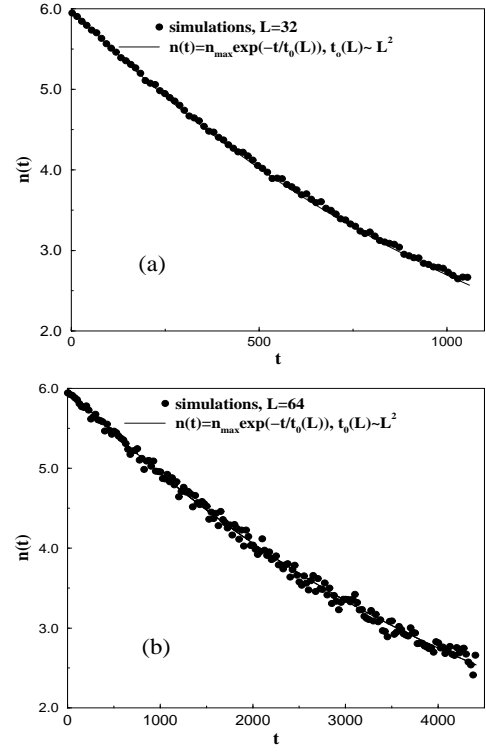 6.0
5.0
4.0
3.0
2.0
n(t)
simulations, L=32
n(t)=n_max exp(−t/t_0(L)), t_o(L)~ L^2
(a)
0 500 1000
t
6.0
5.0
4.0
3.0
2.0
n(t)
simulations, L=64
n(t)=n_max exp(−t/t_0(L)), t_0(L)~L^2
(b)
0 1000 2000 3000 4000
t